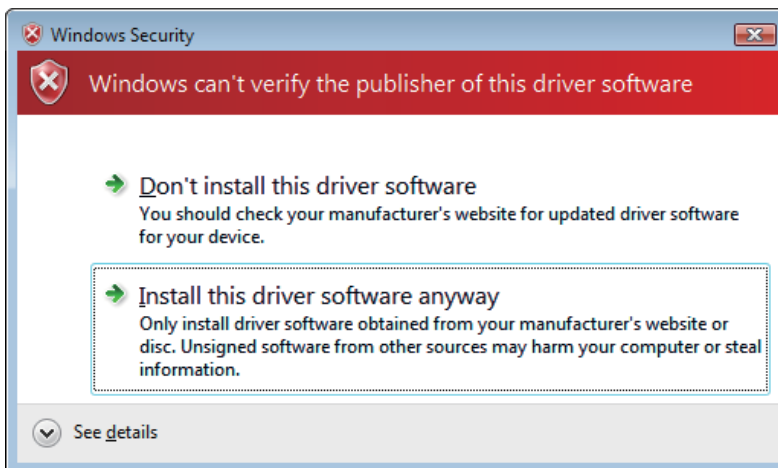 Windows Security
Windows can't verify the publisher of this driver software
Don't install this driver software
You should check your manufacturer's website for updated driver software
for your device.
Install this driver software anyway
Only install driver software obtained from your manufacturer's website or
disc. Unsigned software from other sources may harm your computer or steal
information.
See details